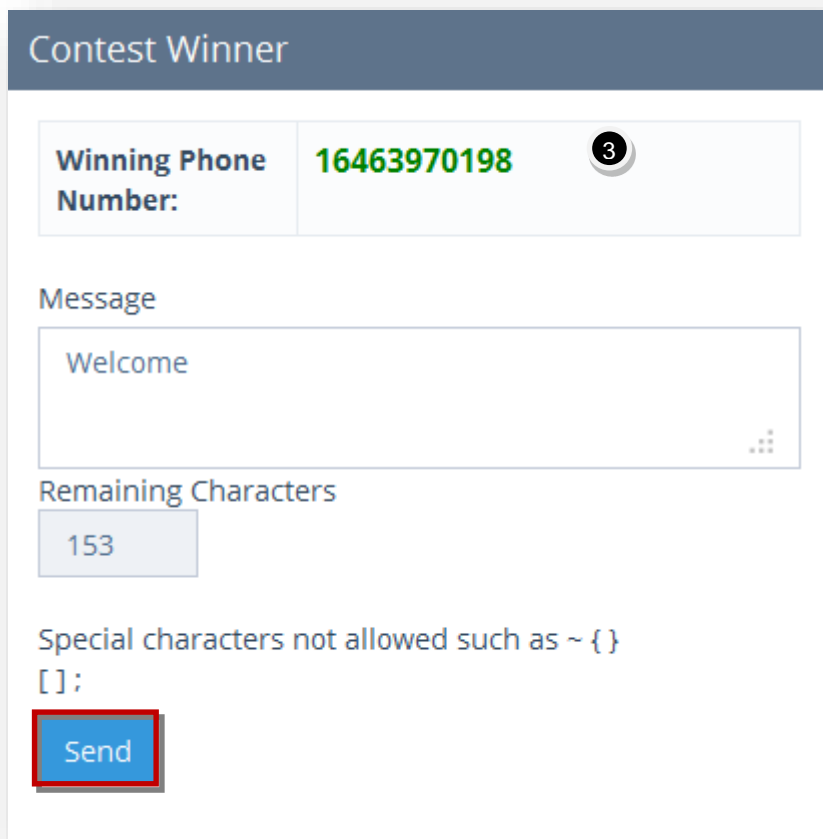 Contest Winner
Winning Phone
Number:
16463970198
3
Message
Welcome
Remaining Characters
153
Special characters not allowed such as ~ { }
[ ] ;
Send